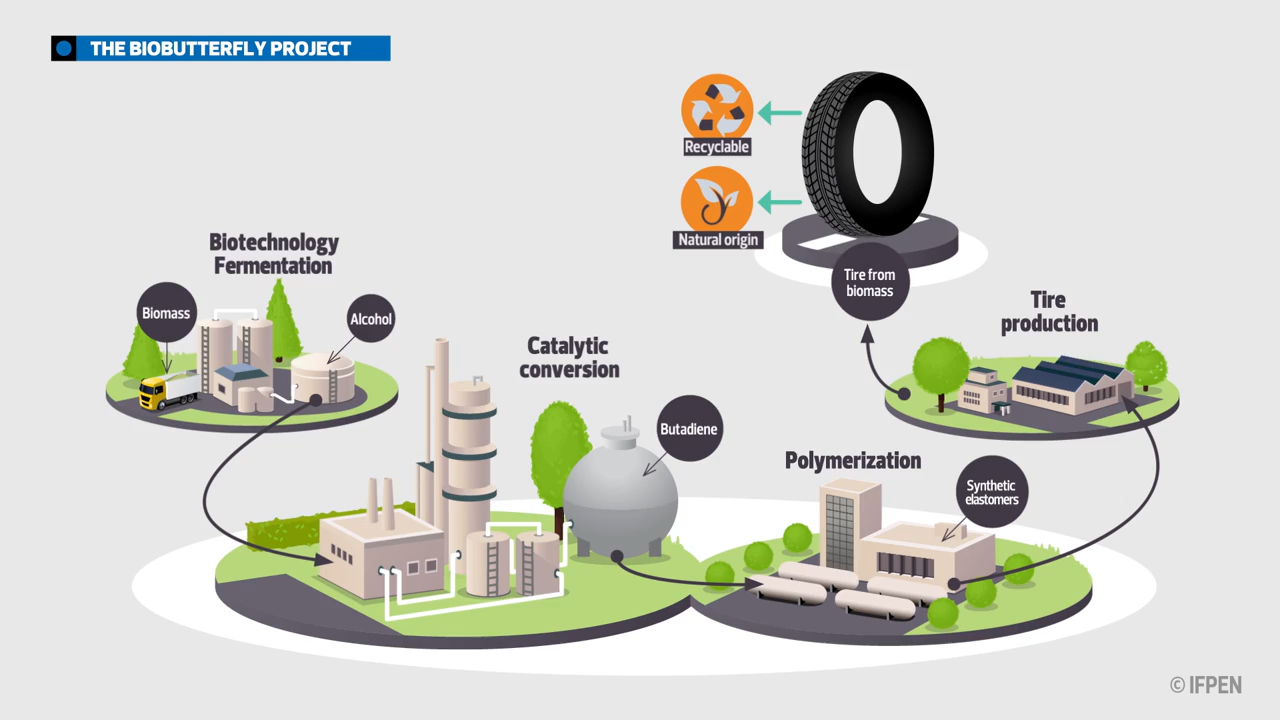 THE BIOBUTTERFLY PROJECT
Recyclable
Natural origin
Tire from
biomass
Biotechnology
Fermentation
Biomass
Alcohol
Catalytic
conversion
Butadiene
Polymerization
Synthetic
elastomers
Tire
production
© IFPEN